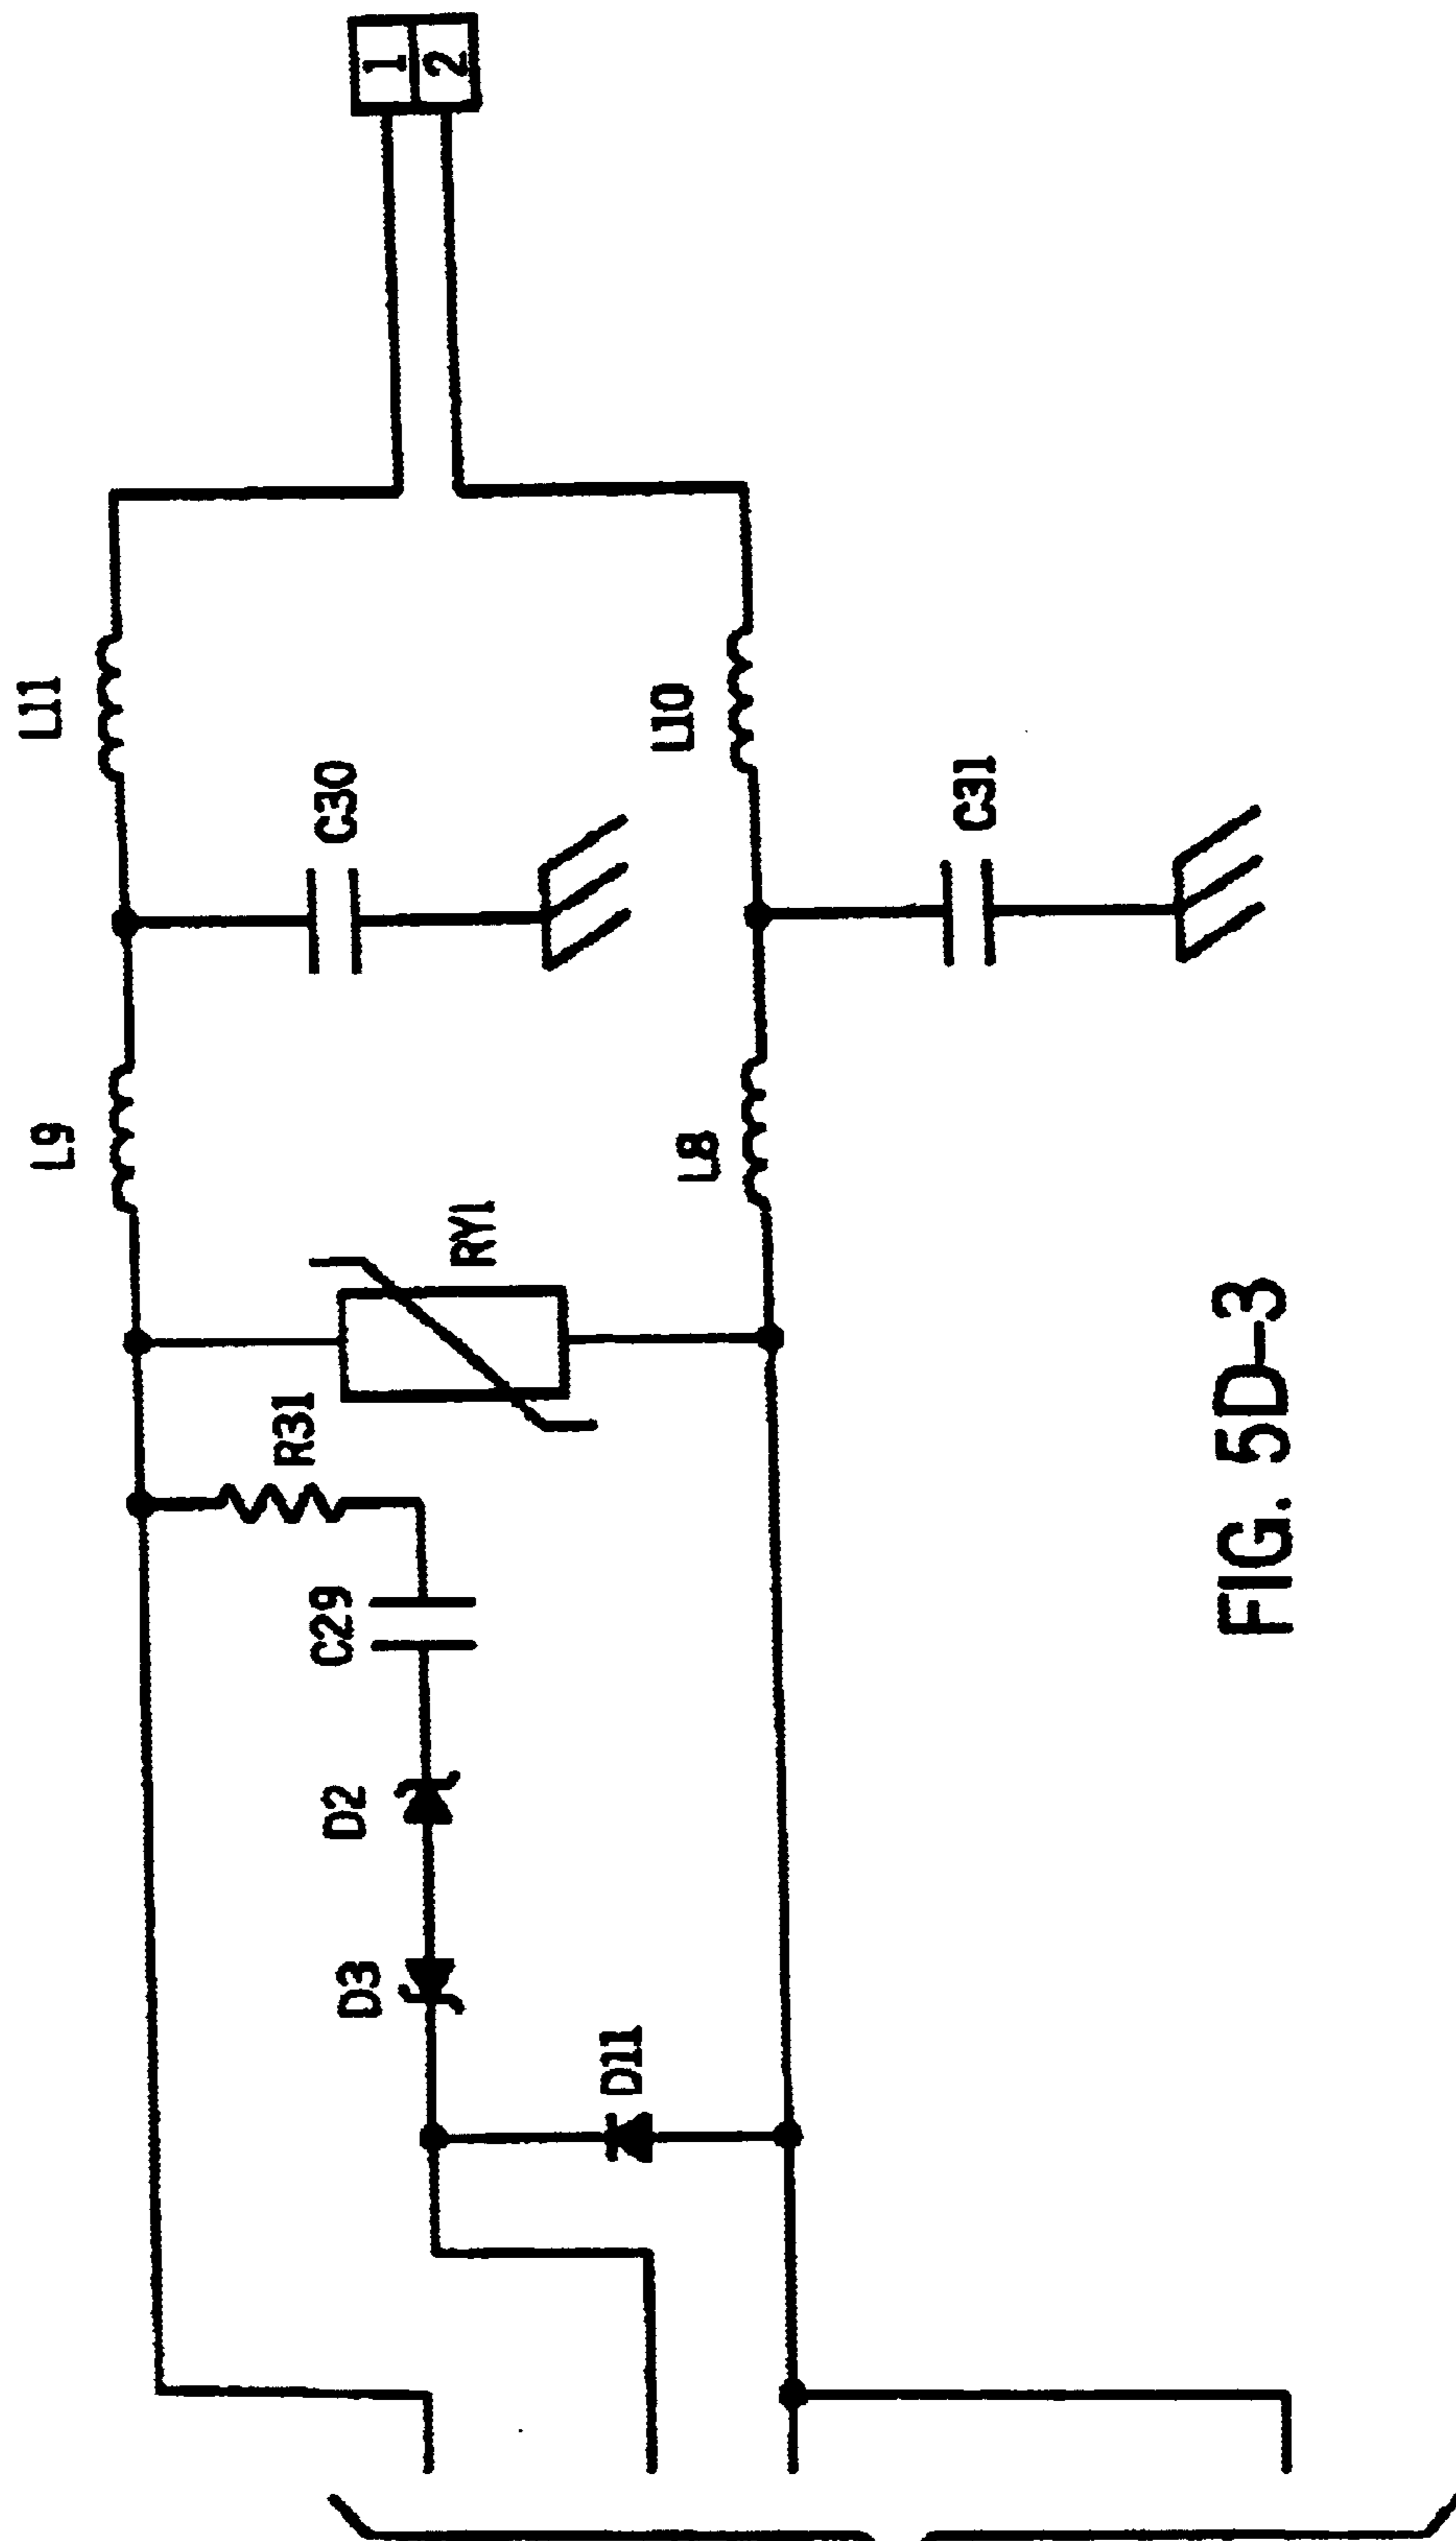 1
2
L11
L10
C30
C31
L9
L8
RY1
R31
C29
D2
D3
D11
FIG. 5D-3